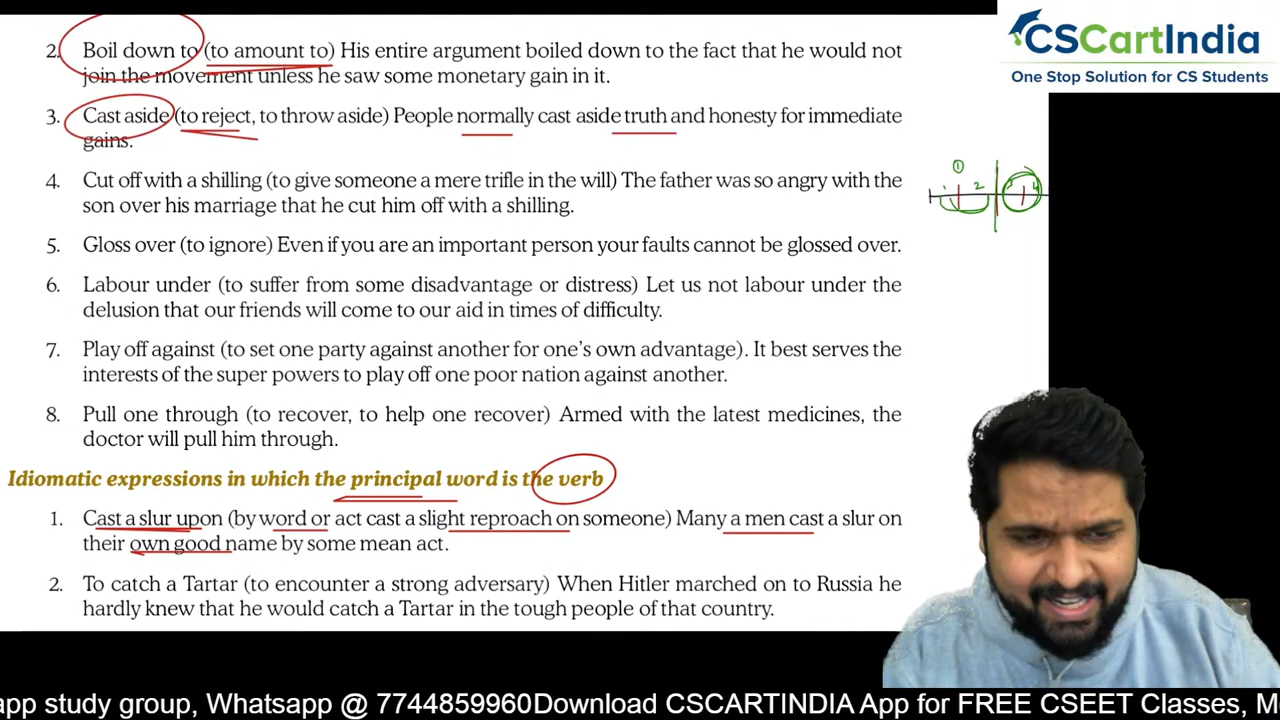 CSCartIndia
One Stop Solution for CS Students
2. Boil down to (to amount to) His entire argument boiled down to the fact that he would not
join the movement unless he saw some monetary gain in it.
3. Cast aside (to reject, to throw aside) People normally cast aside truth and honesty for immediate
gains.
4. Cut off with a shilling (to give someone a mere trifle in the will) The father was so angry with the
son over his marriage that he cut him off with a shilling.
5. Gloss over (to ignore) Even if you are an important person your faults cannot be glossed over.
6. Labour under (to suffer from some disadvantage or distress) Let us not labour under the
delusion that our friends will come to our aid in times of difficulty.
7. Play off against (to set one party against another for one's own advantage). It best serves the
interests of the super powers to play off one poor nation against another.
8. Pull one through (to recover, to help one recover) Armed with the latest medicines, the
doctor will pull him through.
Idiomatic expressions in which the principal word is the verb
1. Cast a slur upon (by word or act cast a slight reproach on someone) Many a men cast a slur on
their own good name by some mean act.
2. To catch a Tartar (to encounter a strong adversary) When Hitler marched on to Russia he
hardly knew that he would catch a Tartar in the tough people of that country.
1
2 4
app study group, Whatsapp @ 7744859960Download CSCARTINDIA App for FREE CSEET Classes, M